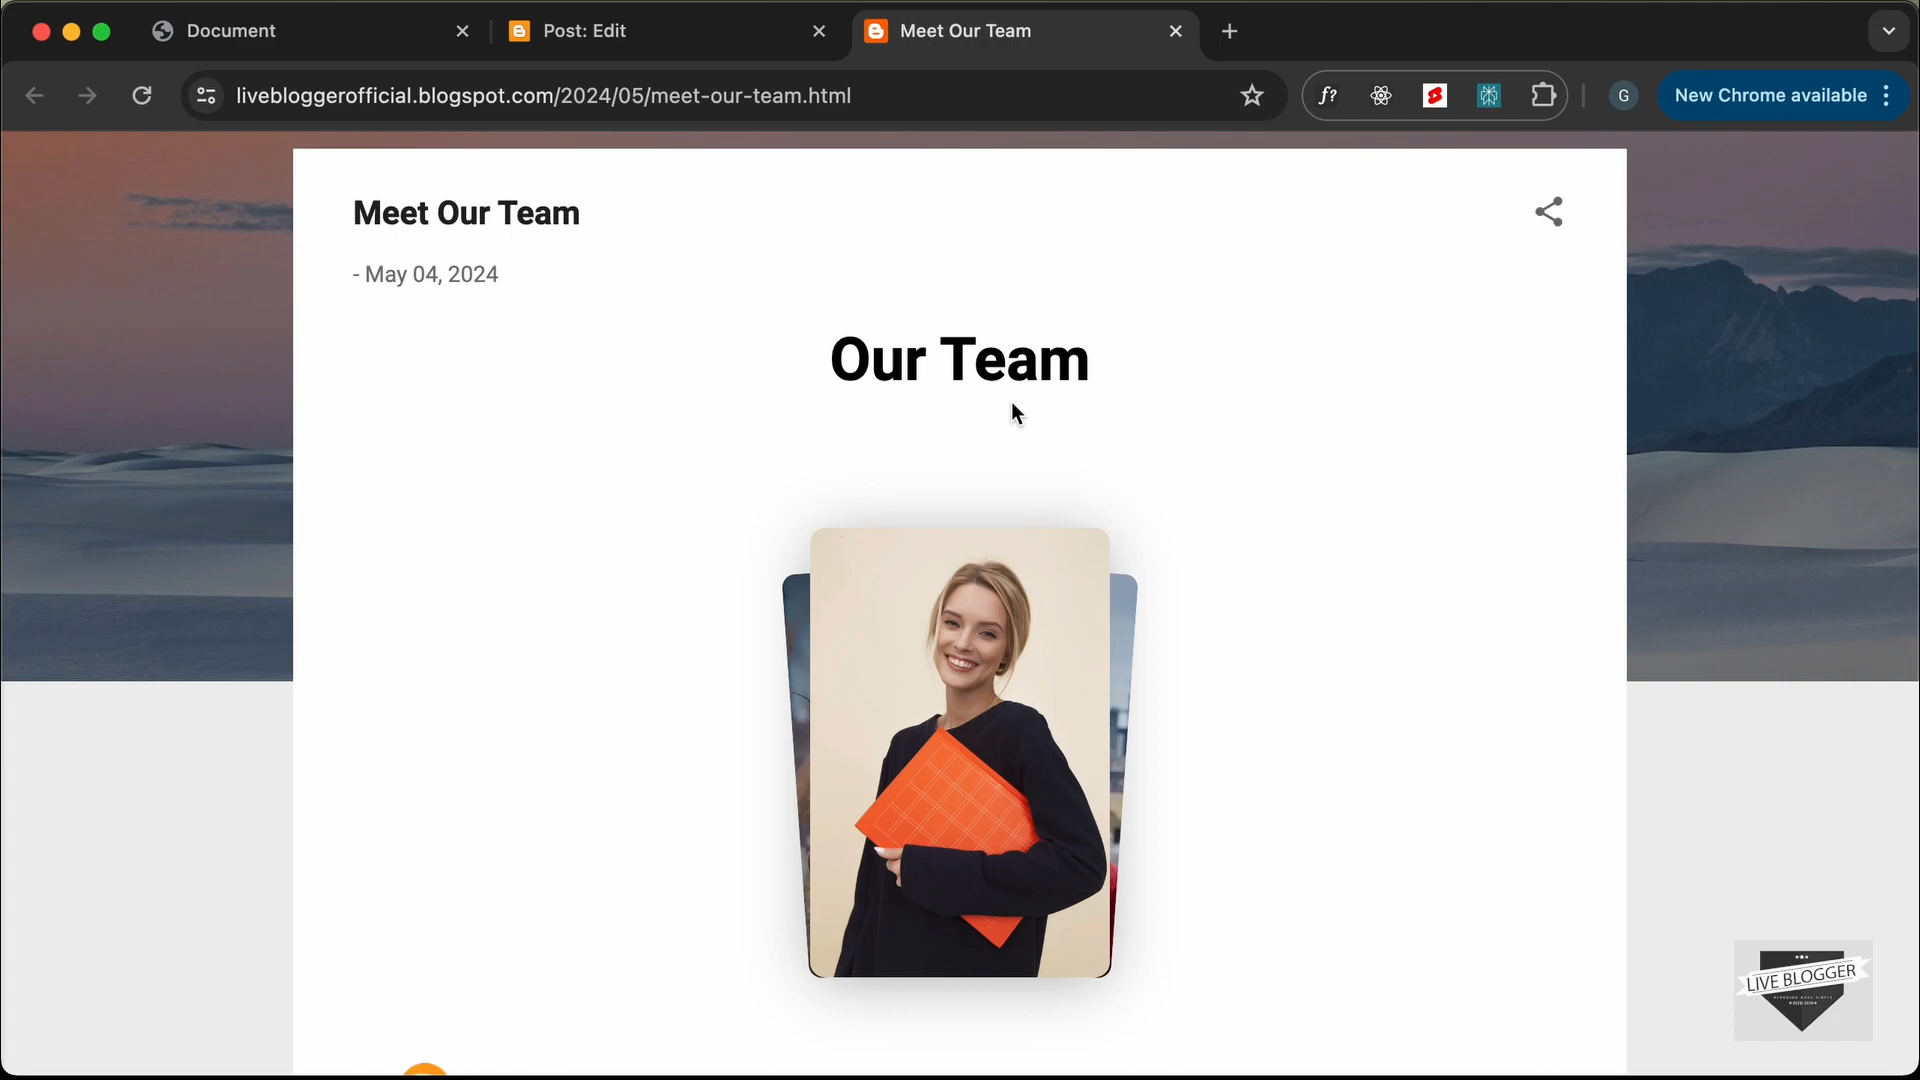 Document
Post: Edit
Meet Our Team
livebloggerofficial.blogspot.com/2024/05/meet-our-team.html
f?
G
New Chrome available
Meet Our Team
- May 04, 2024
Our Team
LIVE BLOGGER